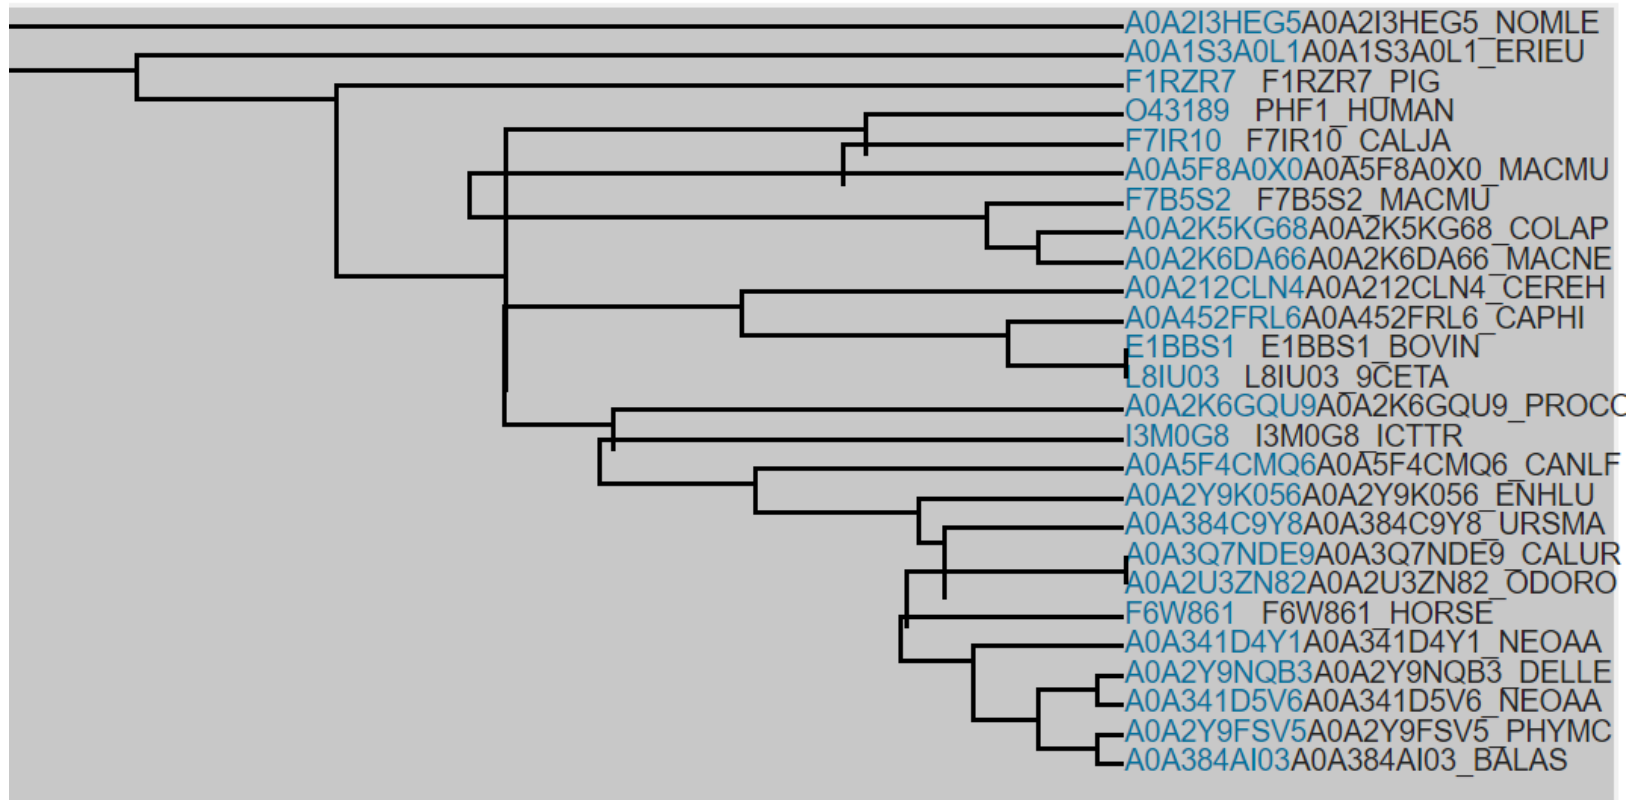 A0A2I3HEG5A0A2I3HEG5_NOMLE
A0A1S3A0L1A0A1S3A0L1_ERIEU
F1RZR7 F1RZR7_PIG
O43189 PHF1_HUMAN
F7IR10 F7IR10_CALJA
A0A5F8A0X0A0A5F8A0X0_MACMU
F7B5S2 F7B5S2_MACMU
A0A2K5KG68A0A2K5KG68_COLAP
A0A2K6DA66A0A2K6DA66_MACNE
A0A212CLN4A0A212CLN4_CEREH
A0A452FRL6A0A452FRL6_CAPHI
E1BBS1 E1BBS1_BOVIN
L8IU03 L8IU03_9CETA
A0A2K6GQU9A0A2K6GQU9_PROCO
I3M0G8 I3M0G8_ICTTR
A0A5F4CMQ6A0A5F4CMQ6_CANLF
A0A2Y9K056A0A2Y9K056_ENHLU
A0A384C9Y8A0A384C9Y8_URSMA
A0A3Q7NDE9A0A3Q7NDE9_CALUR
A0A2U3ZN82A0A2U3ZN82_ODORO
F6W861 F6W861_HORSE
A0A341D4Y1A0A341D4Y1_NEOAA
A0A2Y9NQB3A0A2Y9NQB3_DELLE
A0A341D5V6A0A341D5V6_NEOAA
A0A2Y9FSV5A0A2Y9FSV5_PHYMC
A0A384AI03A0A384AI03_BALAS